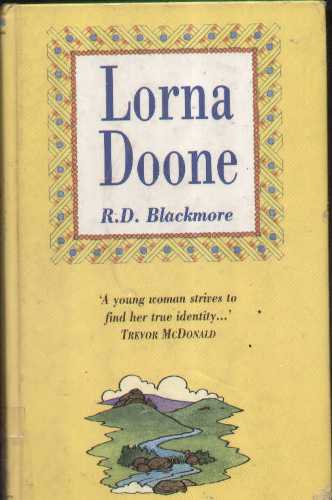 Lorna
Doone
R.D. Blackmore
'A young woman strives to
find her true identity...'
TREVOR MCDONALD